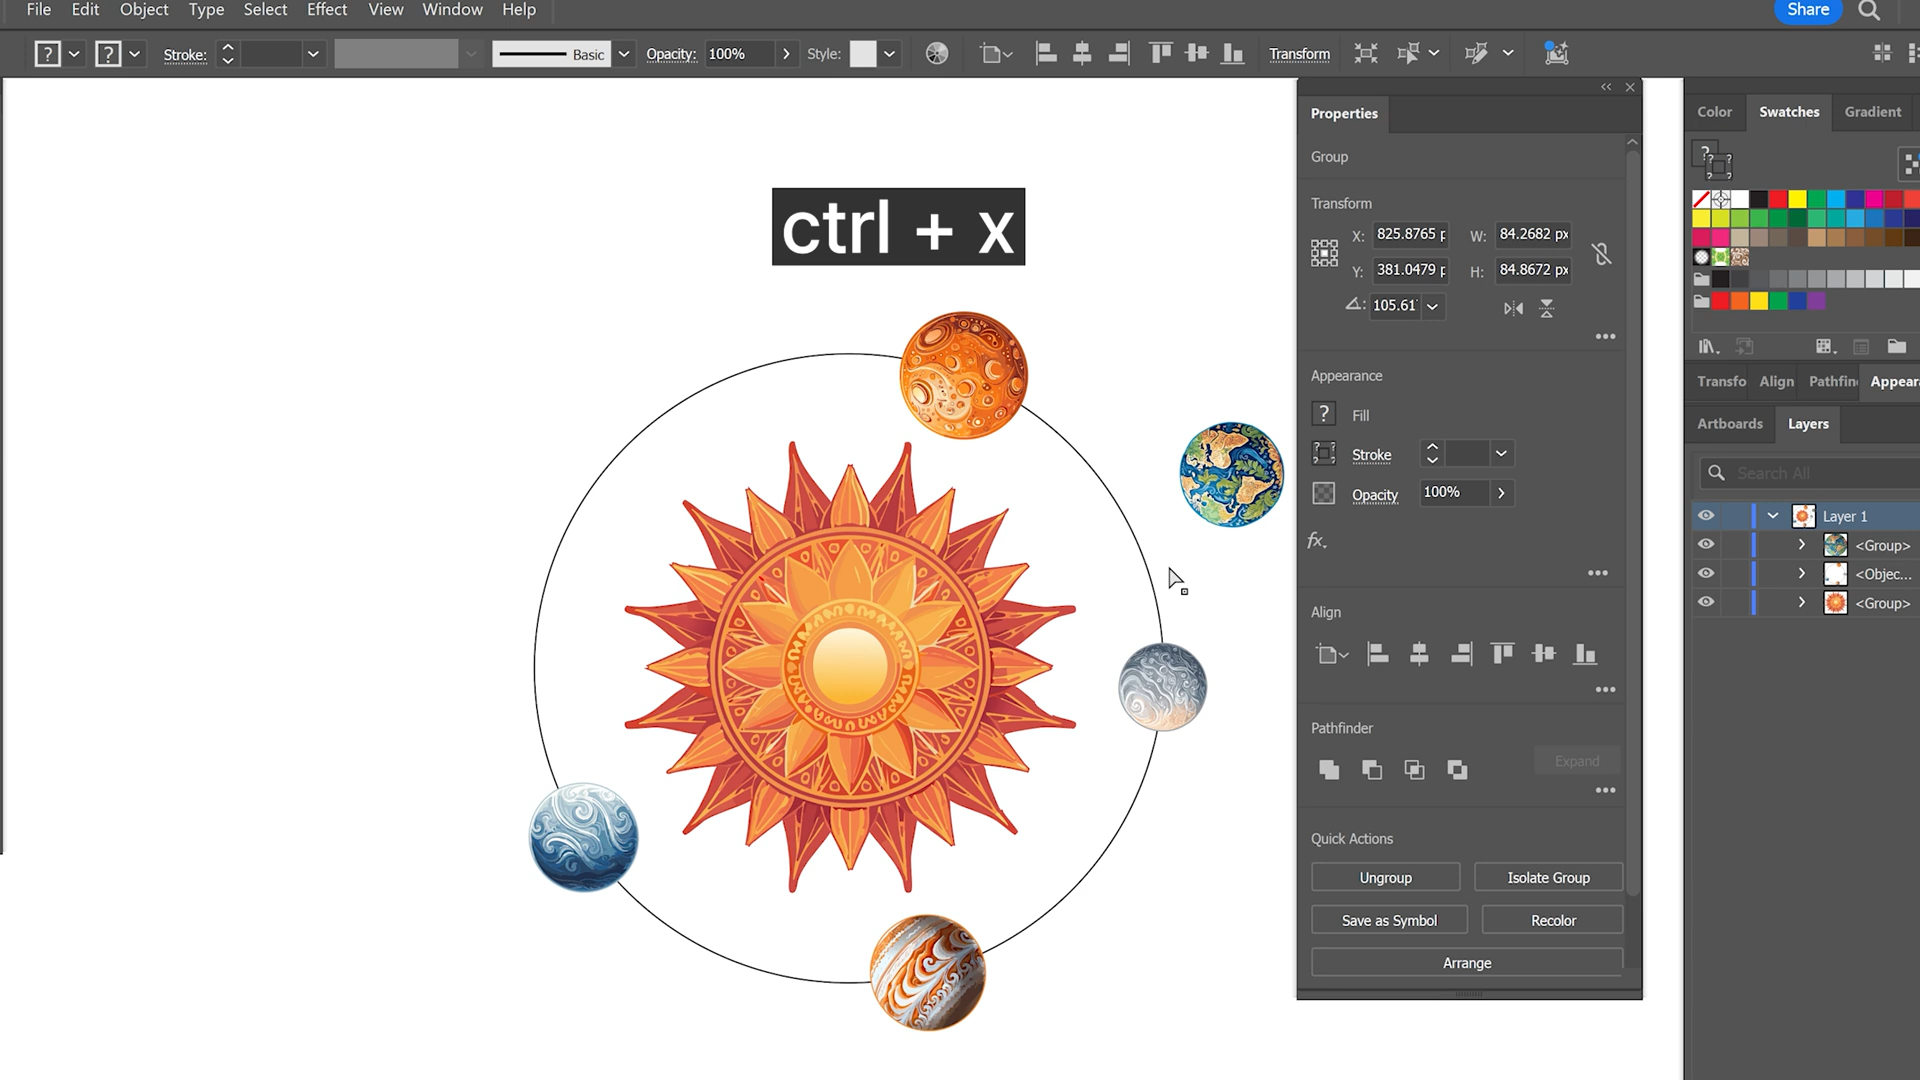 File Edit Object Type Select Effect View Window Help Share
? ? Stroke: Basic Opacity: 100% Style: Transform
Properties
Color Swatches Gradient
Group
?
? ?
Transform
ctrl + x
X: 825.8765 p W: 84.2682 px
Y: 381.0479 p H: 84.8672 px
105.61
Appearance
Transfo Align Pathfin Appear
? Fill
Artboards Layers
? ? Stroke
Search All
Opacity 100%
Layer 1
fx.
<Group>
<Objec...
<Group>
Align
Pathfinder
Expand
Quick Actions
Ungroup Isolate Group
Save as Symbol Recolor
Arrange